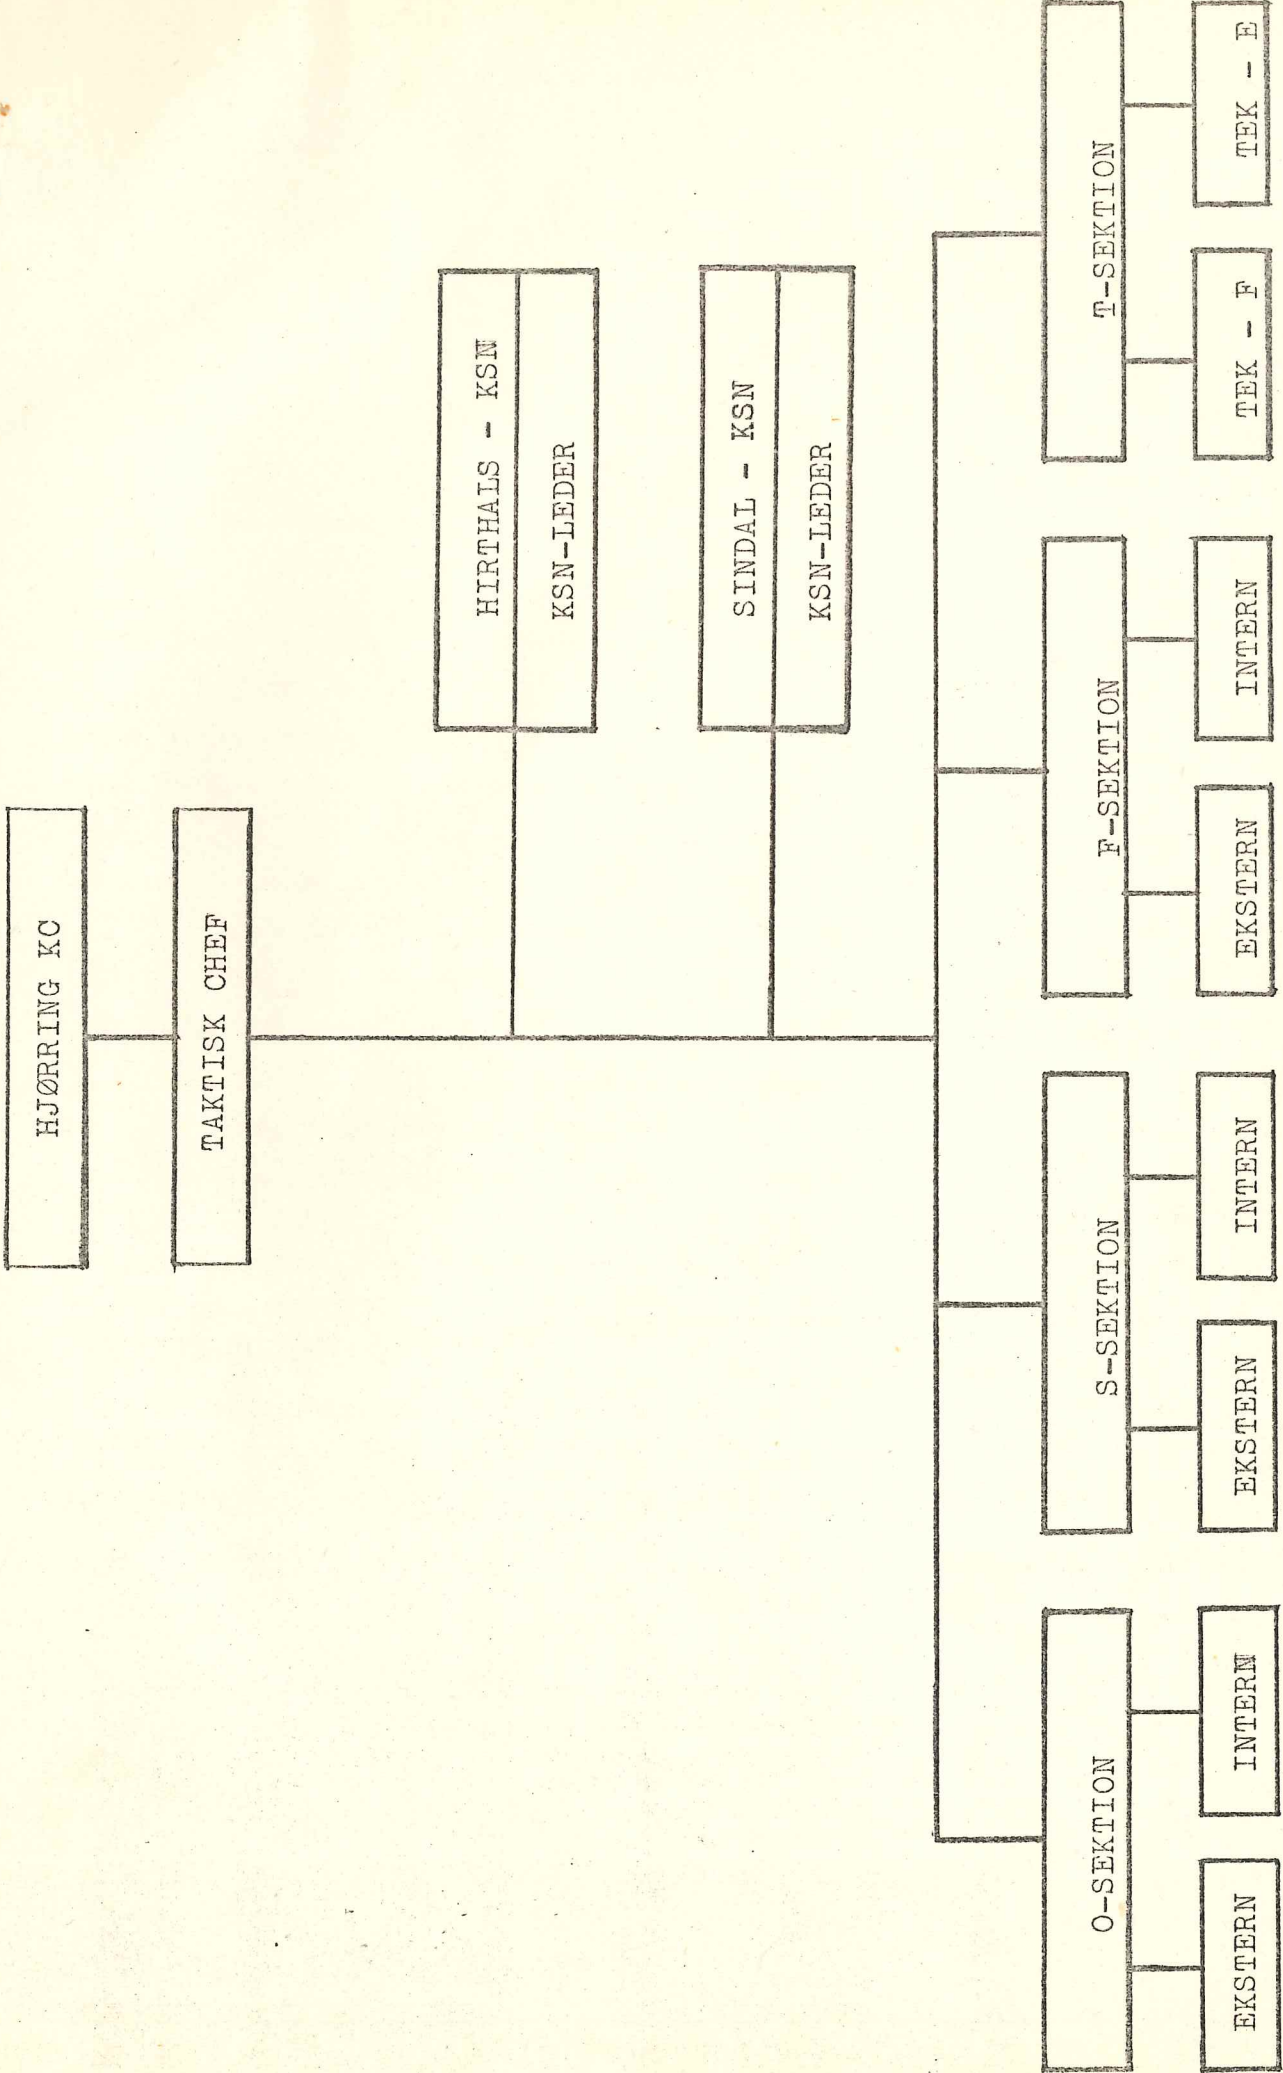 HJØRRING KC
TAKTISK CHEF
HIRTHALS - KSN
KSN-LEDER
SINDAL - KSN
KSN-LEDER
O-SEKTION
S-SEKTION
F-SEKTION
T-SEKTION
EKSTERN
INTERN
EKSTERN
INTERN
EKSTERN
INTERN
TEK - F
TEK - E